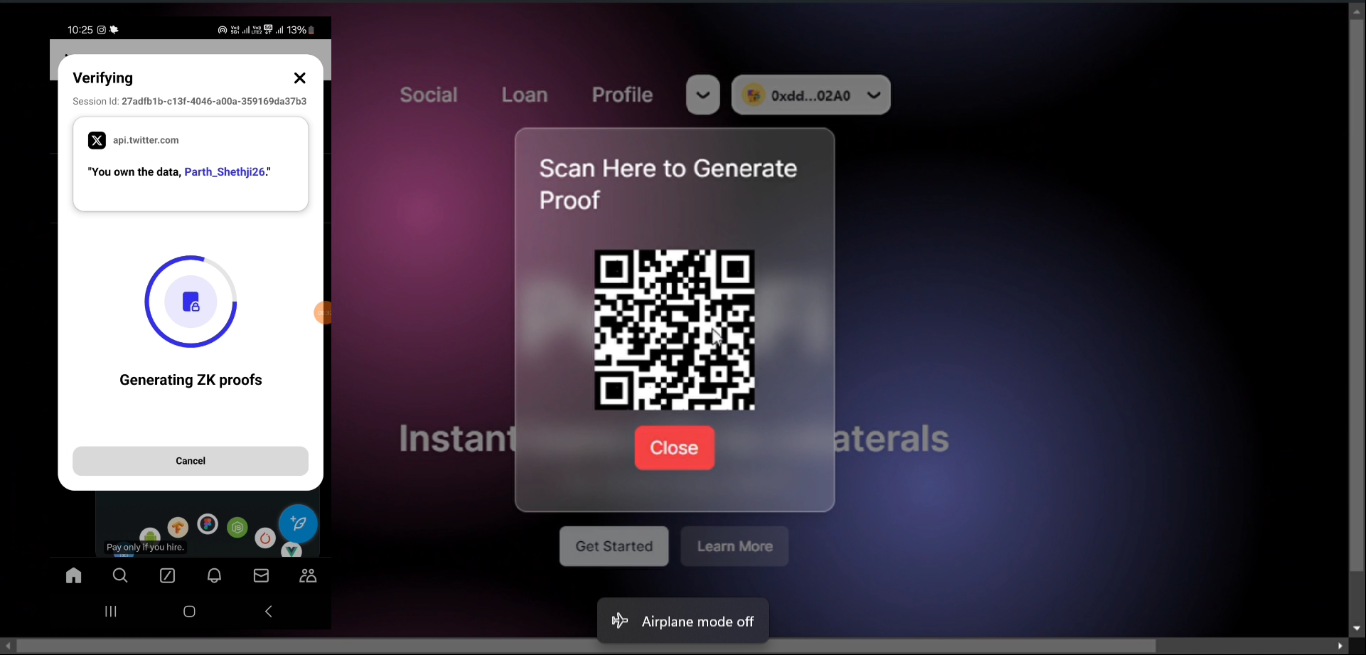 10:25
13%
Verifying
Session Id: 27adfb1b-c13f-4046-a00a-359169da37b3
api.twitter.com
"You own the data, Parth_Shethji26."
Generating ZK proofs
Cancel
Pay only if you hire.
Social
Loan
Profile
0xdd...02A0
Scan Here to Generate
Proof
Close
Instant
aterals
Get Started
Learn More
Airplane mode off